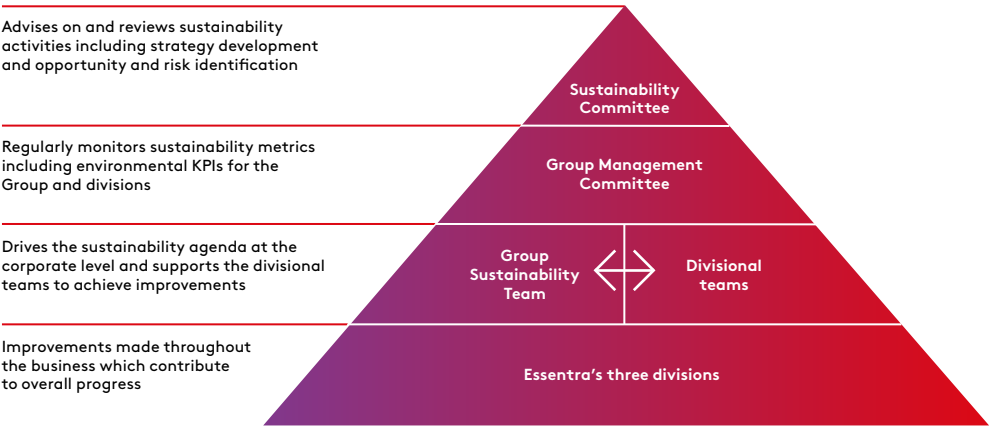 Advises on and reviews sustainability
activities including strategy development
and opportunity and risk identification
Sustainability
Committee
Regularly monitors sustainability metrics
including environmental KPIs for the
Group and divisions
Group Management
Committee
Drives the sustainability agenda at the
corporate level and supports the divisional
teams to achieve improvements
Group
Sustainability
Team
Divisional
teams
Improvements made throughout
the business which contribute
to overall progress
Essentra’s three divisions